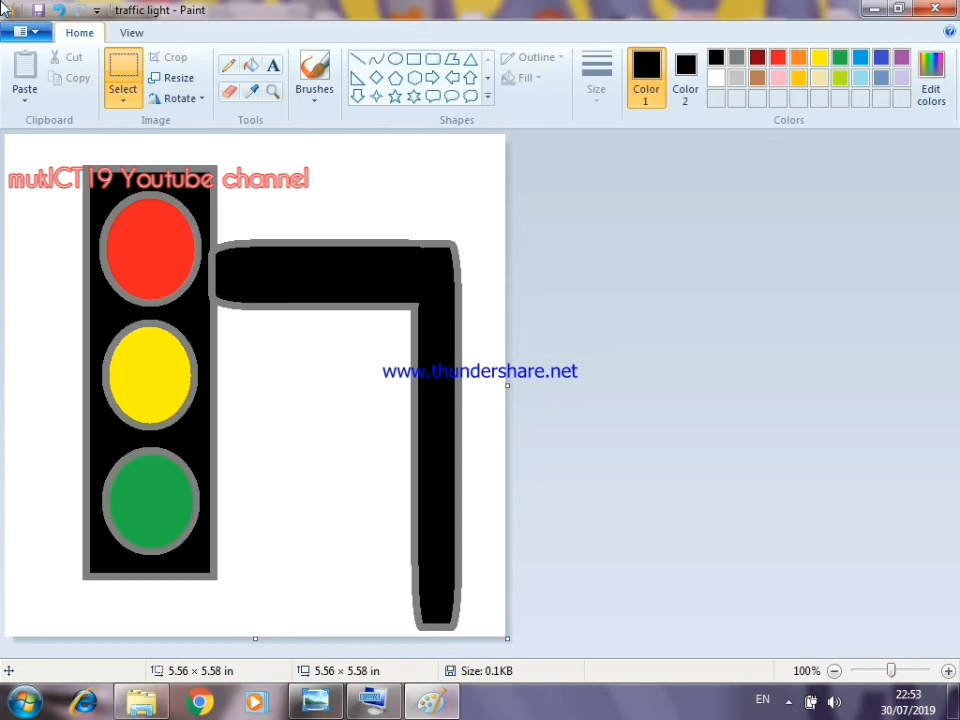 traffic light - Paint
Home View
Paste
Cut
Copy
Clipboard
Select
Crop
Resize
Rotate
Image
A
Tools
Brushes
Shapes
Outline
Fill
Size
Color 1
Color 2
Edit colors
Colors
mukICT19 Youtube channel
www.thundershare.net
5.56 × 5.58 in
5.56 × 5.58 in
Size: 0.1KB
100%
EN
22:53
30/07/2019